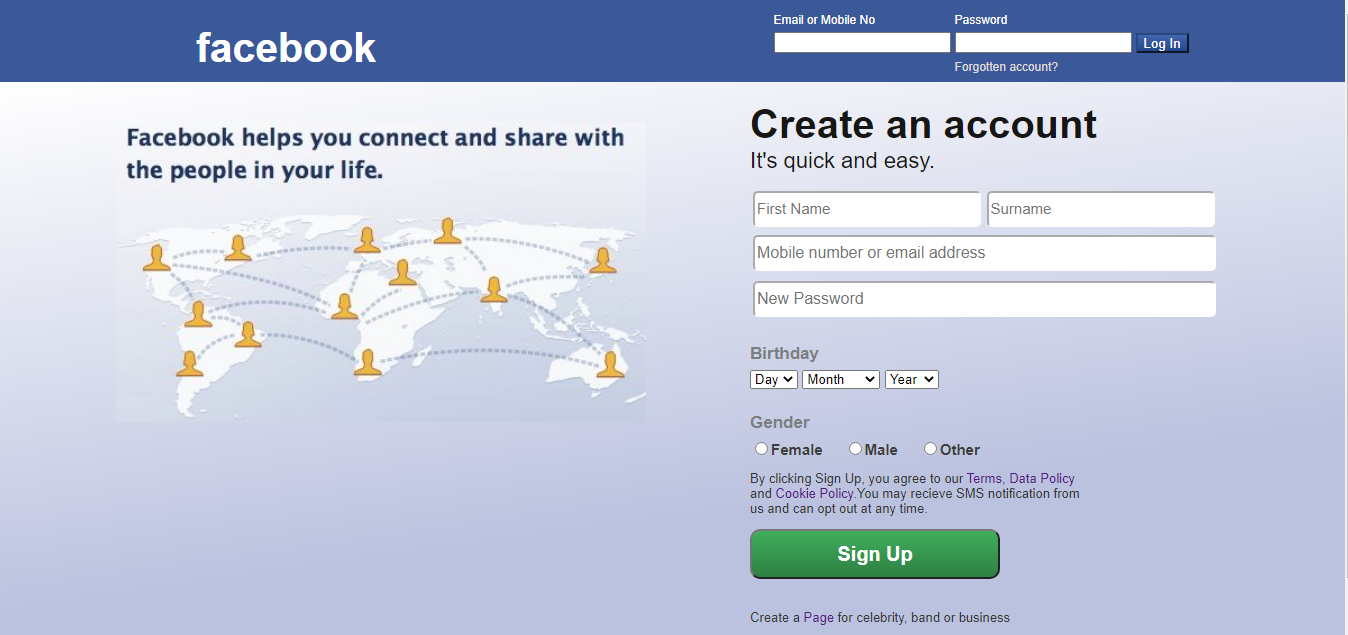 facebook
Email or Mobile No
Password
Log In
Forgotten account?
Facebook helps you connect and share with
the people in your life.
Create an account
It's quick and easy.
First Name
Surname
Mobile number or email address
New Password
Birthday
Day Month Year
Gender
Female Male Other
By clicking Sign Up, you agree to our Terms, Data Policy
and Cookie Policy.You may recieve SMS notification from
us and can opt out at any time.
Sign Up
Create a Page for celebrity, band or business